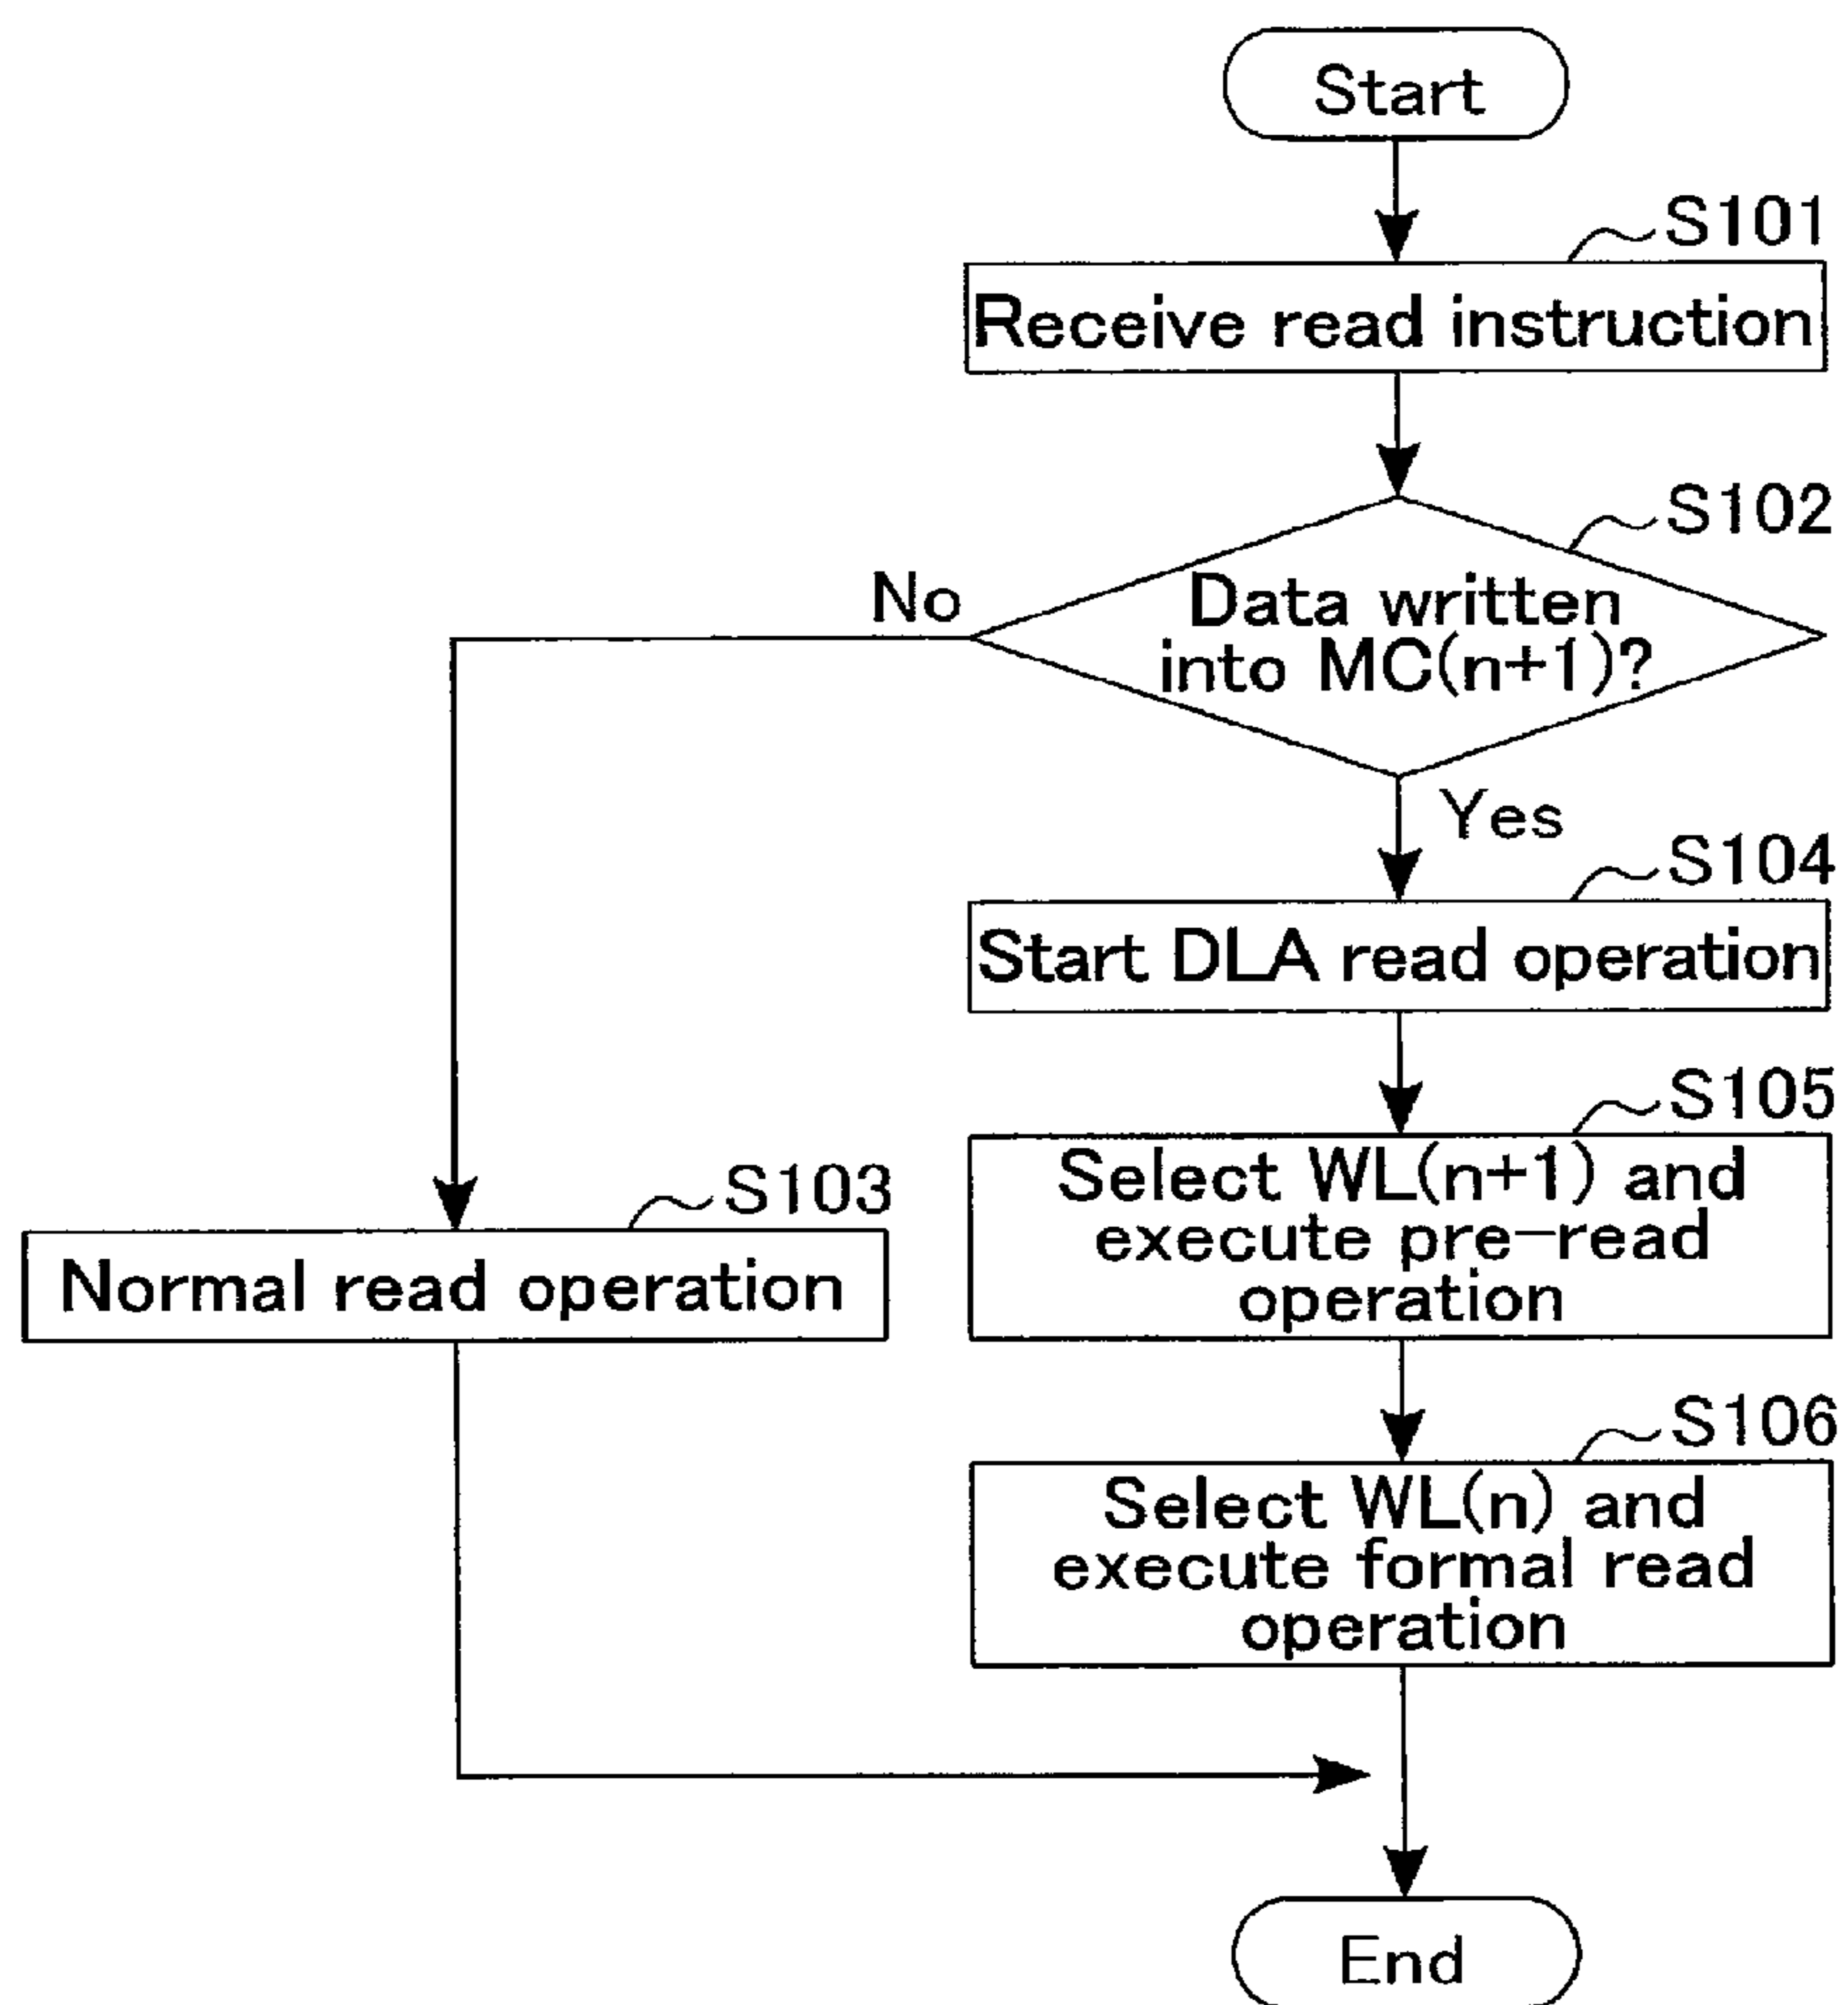 Start
S101
Receive read instruction
S102
Data written
into MC(n+1)?
No
Yes
S104
Start DLA read operation
S105
Select WL(n+1) and
execute pre-read
operation
S103
Normal read operation
S106
Select WL(n) and
execute formal read
operation
End